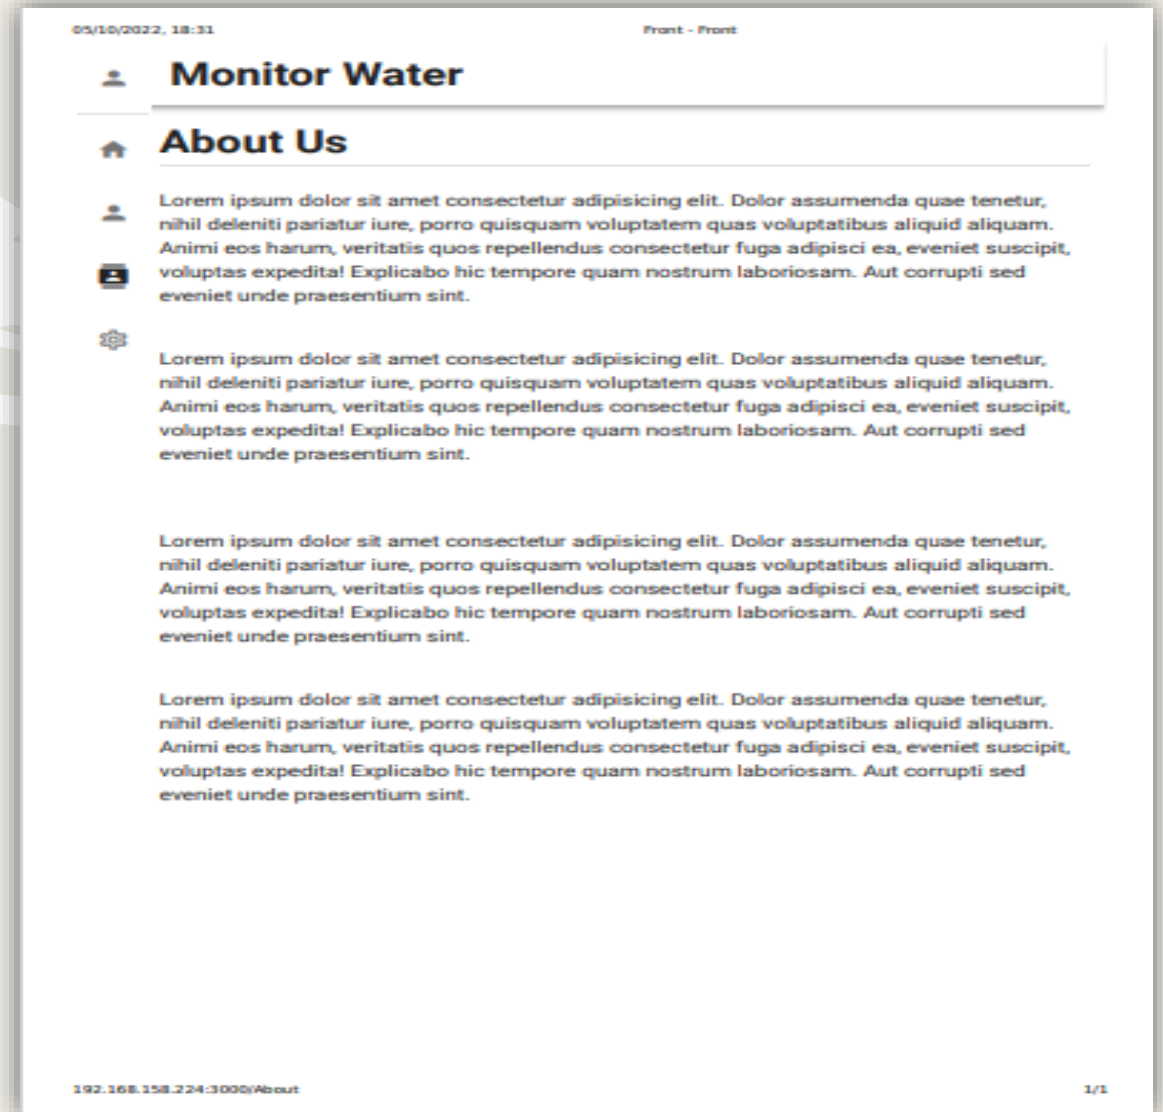 05/10/2022, 18:31
Front - Front
Monitor Water
About Us
Lorem ipsum dolor sit amet consectetur adipisicing elit. Dolor assumenda quae tenetur,
nihil deleniti pariatur iure, porro quisquam voluptatem quas voluptatibus aliquid aliquam.
Animi eos harum, veritatis quos repellendus consectetur fuga adipisci ea, eveniet suscipit,
voluptas expedita! Explicabo hic tempore quam nostrum laboriosam. Aut corrupti sed
eveniet unde praesentium sint.
Lorem ipsum dolor sit amet consectetur adipisicing elit. Dolor assumenda quae tenetur,
nihil deleniti pariatur iure, porro quisquam voluptatem quas voluptatibus aliquid aliquam.
Animi eos harum, veritatis quos repellendus consectetur fuga adipisci ea, eveniet suscipit,
voluptas expedita! Explicabo hic tempore quam nostrum laboriosam. Aut corrupti sed
eveniet unde praesentium sint.
Lorem ipsum dolor sit amet consectetur adipisicing elit. Dolor assumenda quae tenetur,
nihil deleniti pariatur iure, porro quisquam voluptatem quas voluptatibus aliquid aliquam.
Animi eos harum, veritatis quos repellendus consectetur fuga adipisci ea, eveniet suscipit,
voluptas expedita! Explicabo hic tempore quam nostrum laboriosam. Aut corrupti sed
eveniet unde praesentium sint.
Lorem ipsum dolor sit amet consectetur adipisicing elit. Dolor assumenda quae tenetur,
nihil deleniti pariatur iure, porro quisquam voluptatem quas voluptatibus aliquid aliquam.
Animi eos harum, veritatis quos repellendus consectetur fuga adipisci ea, eveniet suscipit,
voluptas expedita! Explicabo hic tempore quam nostrum laboriosam. Aut corrupti sed
eveniet unde praesentium sint.
192.168.158.224:3000/About
1/1